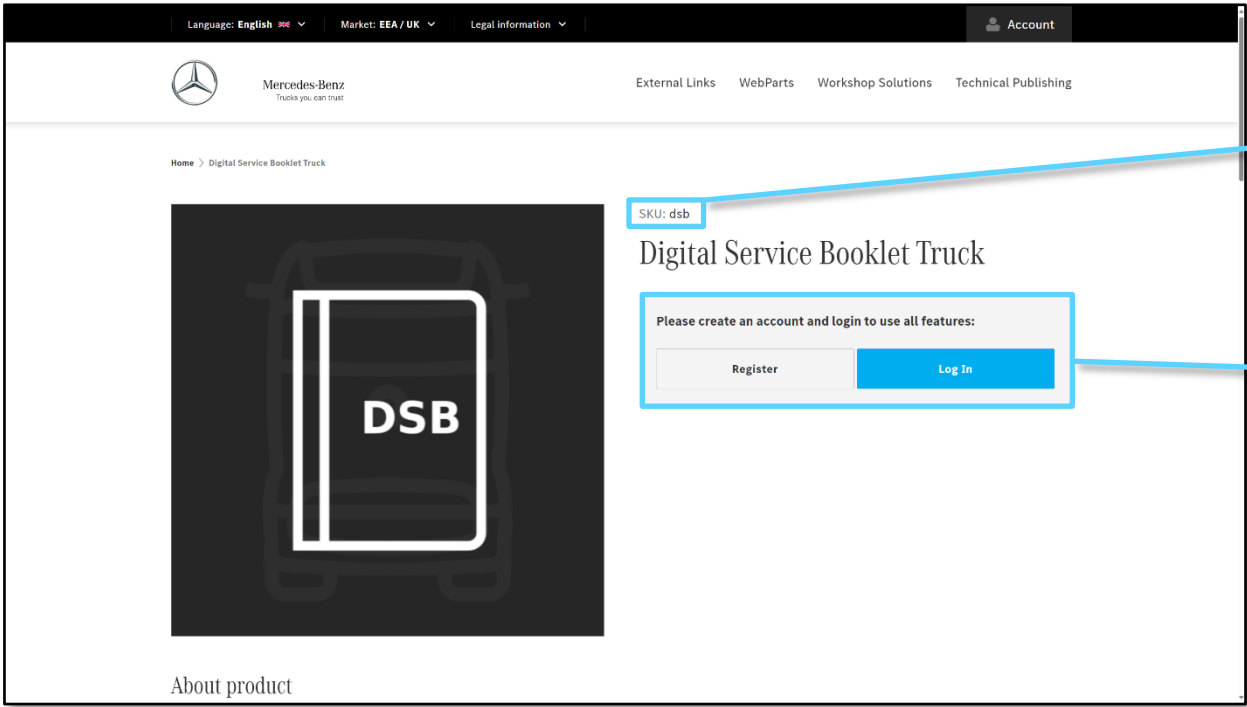 Language: English Market: EEA / UK Legal information Account
Mercedes-Benz
Trucks you can trust
External Links WebParts Workshop Solutions Technical Publishing
Home > Digital Service Booklet Truck
SKU: dsb
Digital Service Booklet Truck
Please create an account and login to use all features:
Register Log In
DSB
About product